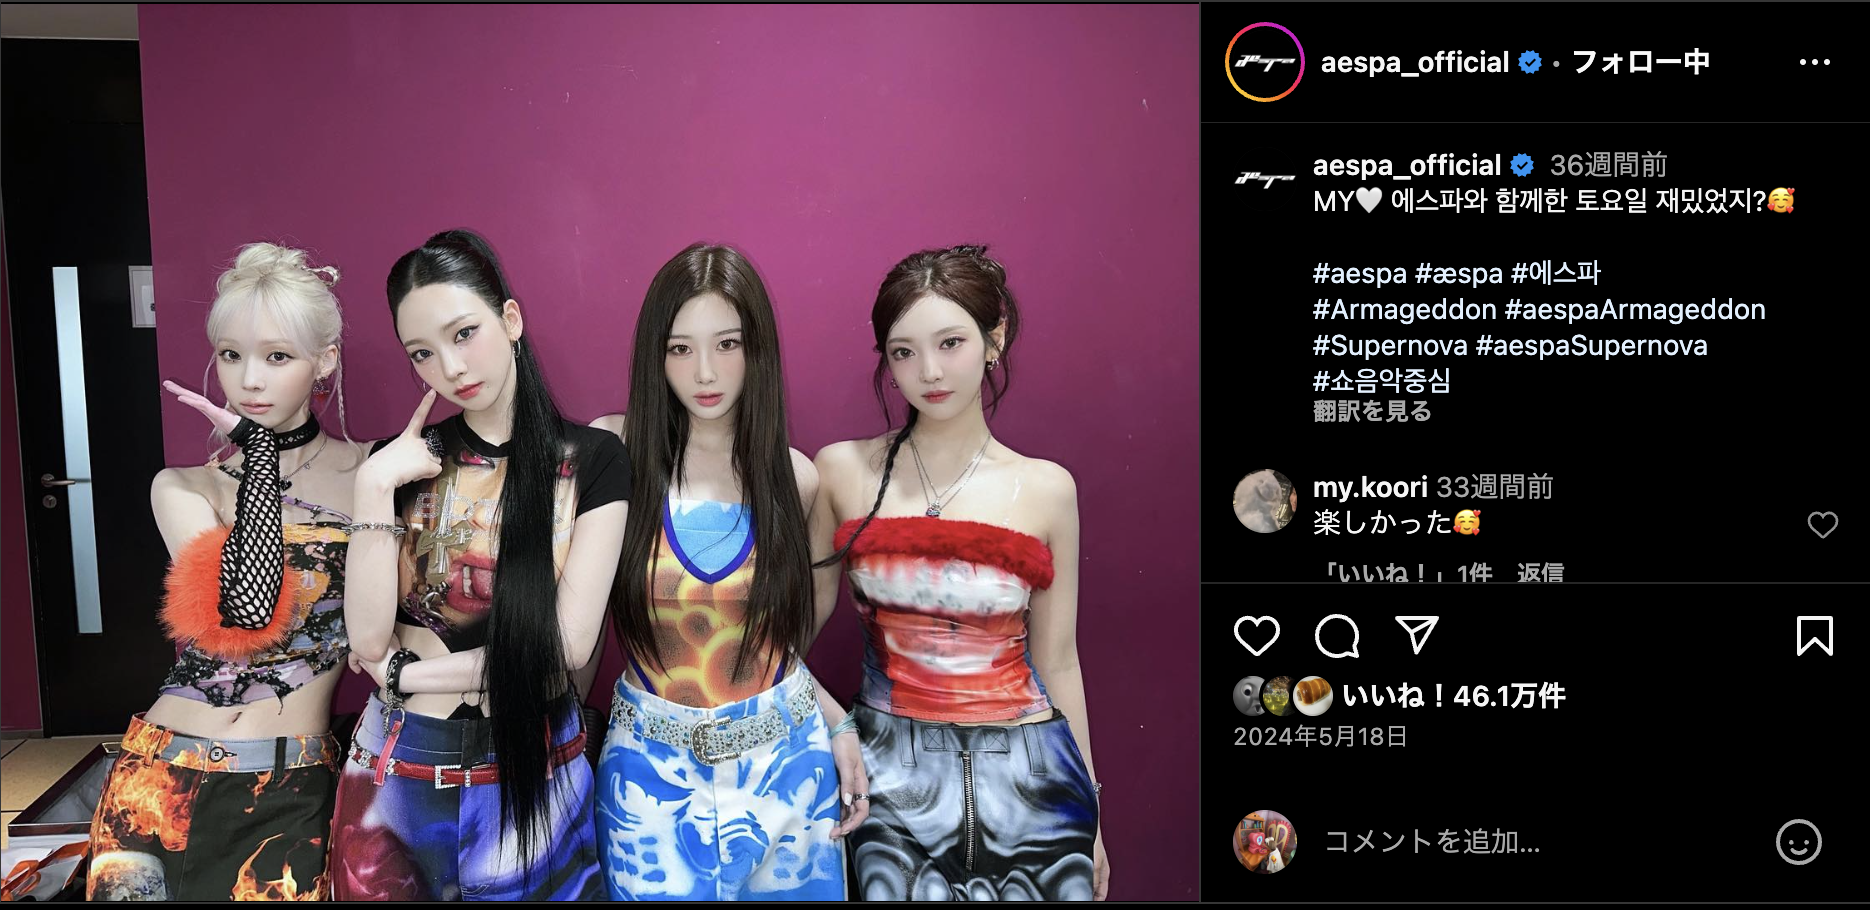 aespa_official • フォロー中
aespa_official 36週間前
MY🤍 에스파와 함께한 토요일 재밌었지?🥰
#aespa #æspa #에스파
#Armageddon #aespaArmageddon
#Supernova #aespaSupernova
#쇼음악중심
翻訳を見る
my.koori 33週間前
楽しかった🥰
「いいね！」1件 返信
いいね！46.1万件
2024年5月18日
コメントを追加...